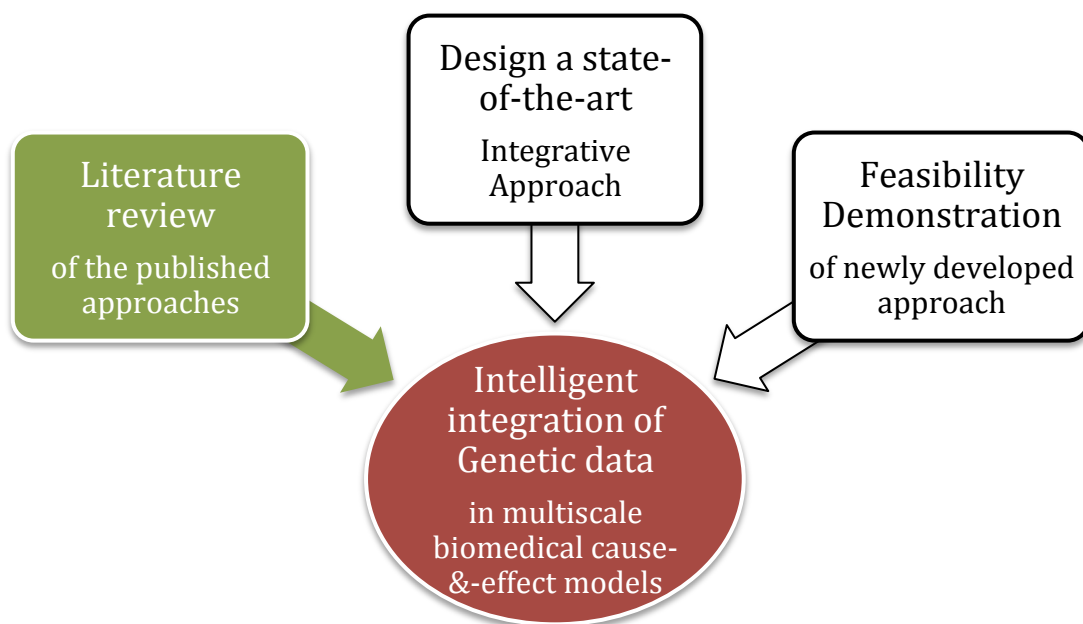 Design a state-
of-the-art
Integrative
Approach
Literature
review
of the published
approaches
Feasibility
Demonstration
of newly developed
approach
Intelligent
integration of
Genetic data
in multiscale
biomedical cause-
&-effect models